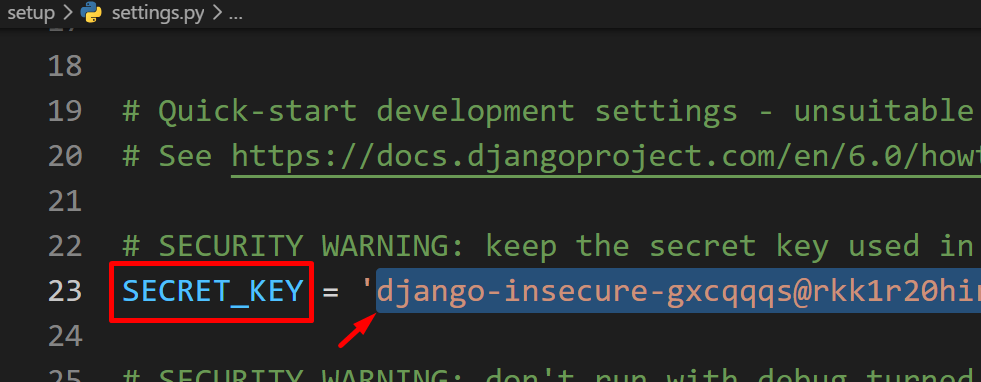 setup > settings.py > ...
18
19 # Quick-start development settings - unsuitable
20 # See https://docs.djangoproject.com/en/6.0/howt
21
22 # SECURITY WARNING: keep the secret key used in
23 SECRET_KEY = 'django-insecure-gxcqqqs@rkk1r20hin
24
25 # SECURITY WARNING: don't run with debug turned